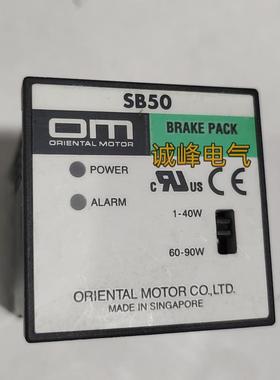 SB50
OM
ORIENTAL MOTOR
BRAKE PACK
诚峰电气
POWER
ALARM
C UL US CE
1-40W
60-90W
ORIENTAL MOTOR CO.,LTD.
MADE IN SINGAPORE